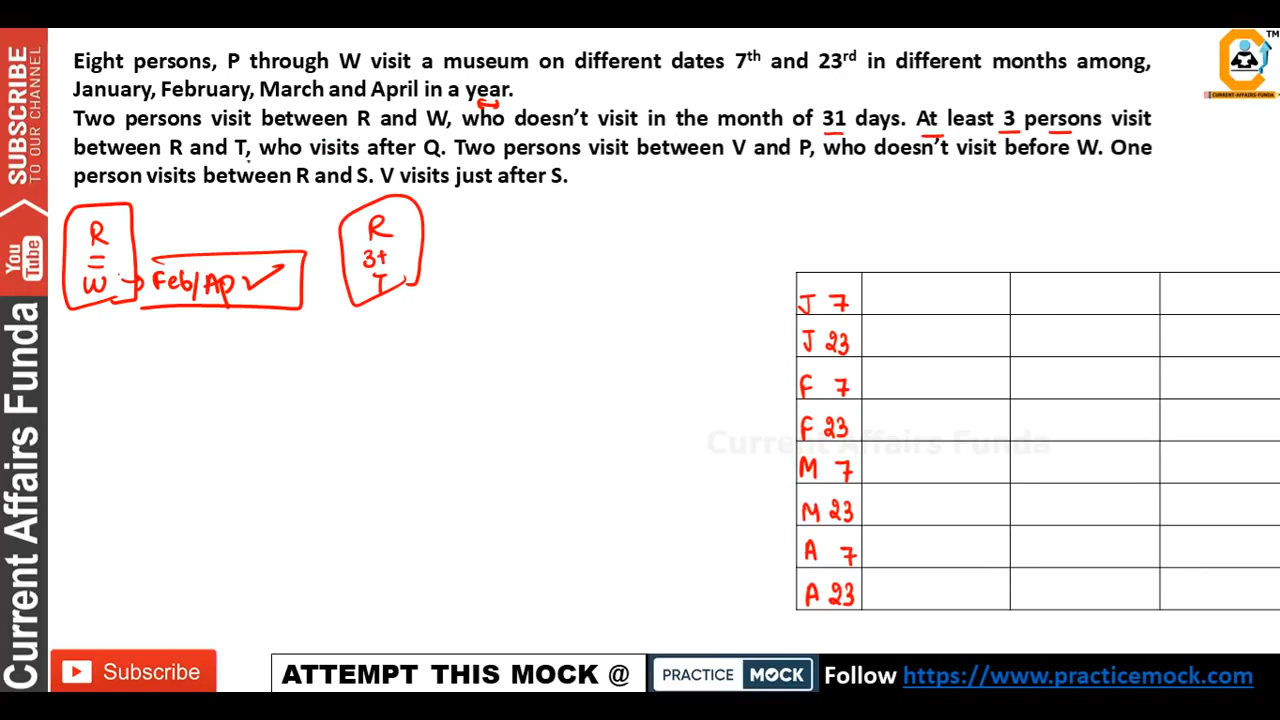 Eight persons, P through W visit a museum on different dates 7th and 23rd in different months among,
January, February, March and April in a year.
Two persons visit between R and W, who doesn't visit in the month of 31 days. At least 3 persons visit
between R and T, who visits after Q. Two persons visit between V and P, who doesn't visit before W. One
person visits between R and S. V visits just after S.
R
=
W → Feb/Ap ✓
R
3+
T
J 7
J 23
F 7
F 23
M 7
M 23
A 7
A 23
Current Affairs Funda
SUBSCRIBE
TO OUR CHANNEL
You Tube
Current Affairs Funda
TM
CURRENT-AFFAIRS-FUNDA
Subscribe
ATTEMPT THIS MOCK @
PRACTICE MOCK
Follow https://www.practicemock.com